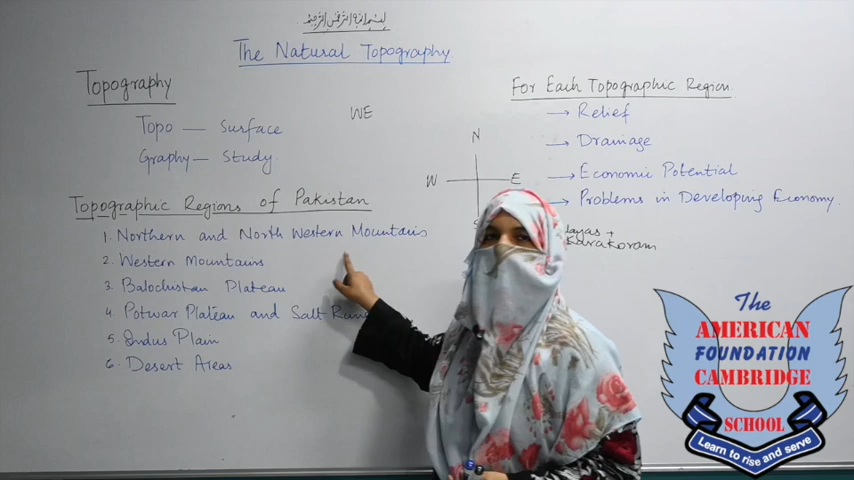 بسم الله الرحمن الرحيم
The Natural Topography
Topography
Topo — Surface
Graphy — Study
WE
Topographic Regions of Pakistan
1. Northern and North Western Mountains
2. Western Mountains
3. Balochistan Plateau
4. Potwar Plateau and Salt
5. Indus Plain
6. Desert Areas
N
W E
For Each Topographic Region
→ Relief
→ Drainage
→ Economic Potential
→ Problems in Developing Economy.
Karakoram
The
AMERICAN
FOUNDATION
CAMBRIDGE
SCHOOL
Learn to rise and serve